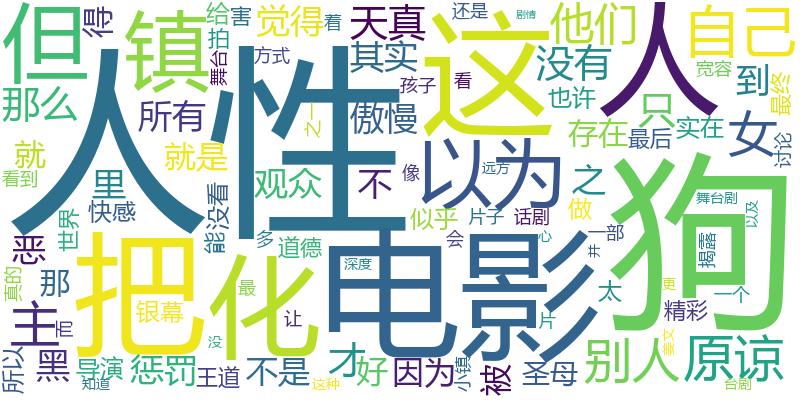 但
得
镇
给
害
拍
舞台
觉得
着
方式
天真
还是
剧情
他们
人
自己
那么
所有
人性
之一
其实
傲慢
孩子
看
这
没有
也许
只
到
宽容
最终
就
看到
就是
里
快感
能没看
观众
不
像
以为
远方
存在
之
实在
最后
女
讨论
狗
世界
恶
那
真的
主
而
把
银幕
化
多
道德
最
没
让
深度
似乎
会
电影
片子
心
话剧
做
井
一部
片
太
揭露
舞台剧
以及
一个
更
精彩
姜文
所以
黑
导演
知道
惩罚
王道
不是
这种
才
好
因为
小镇
被
圣母
别人
原谅
台剧